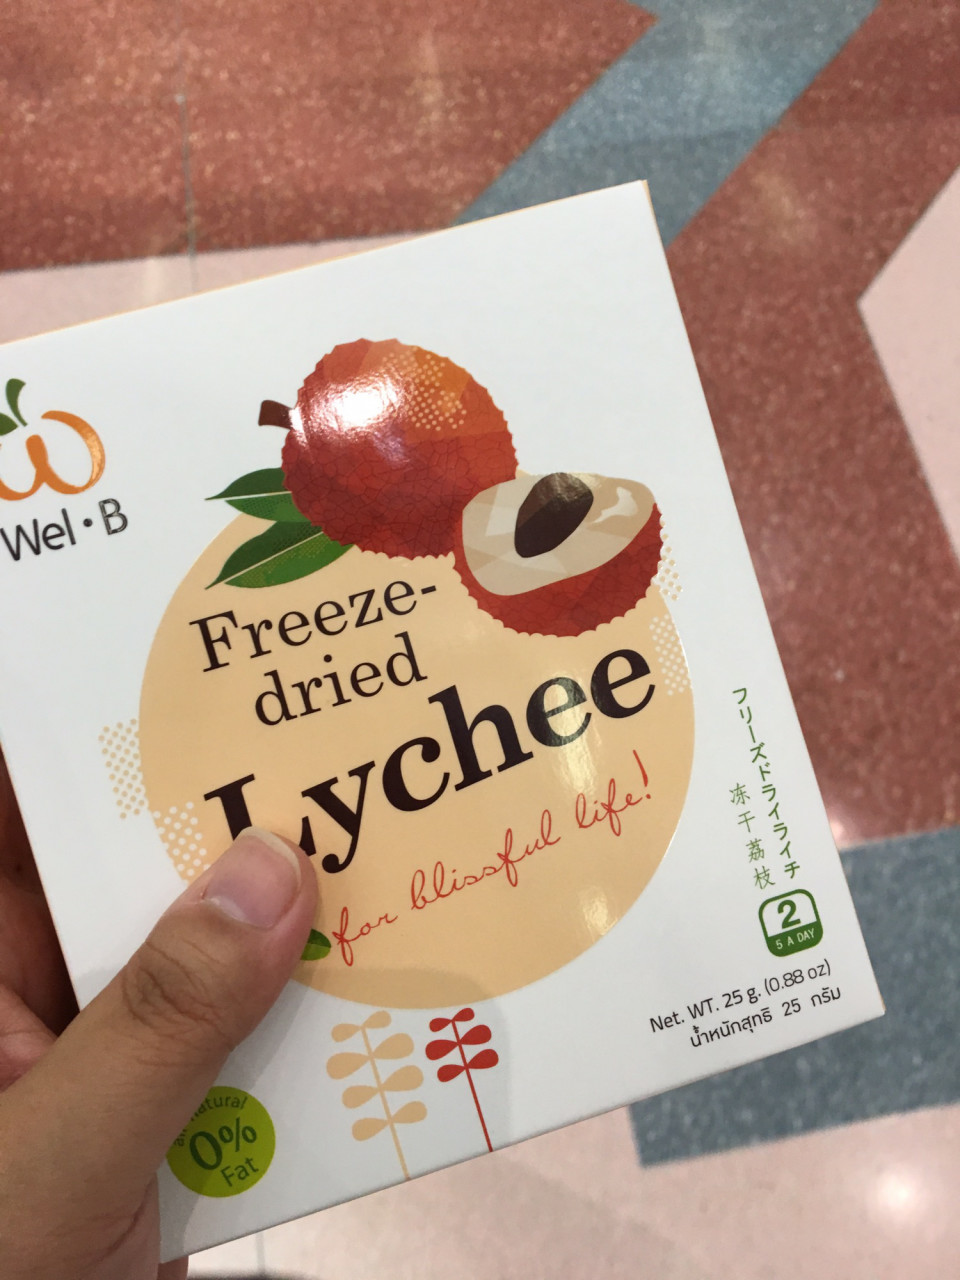 Wel·B
Freeze-
dried
Lychee
for blissful life!
フリーズドライライチ
冻干荔枝
2
5 A DAY
Net. WT. 25 g. (0.88 oz)
น้ำหนักสุทธิ 25 กรัม
natural
0%
Fat